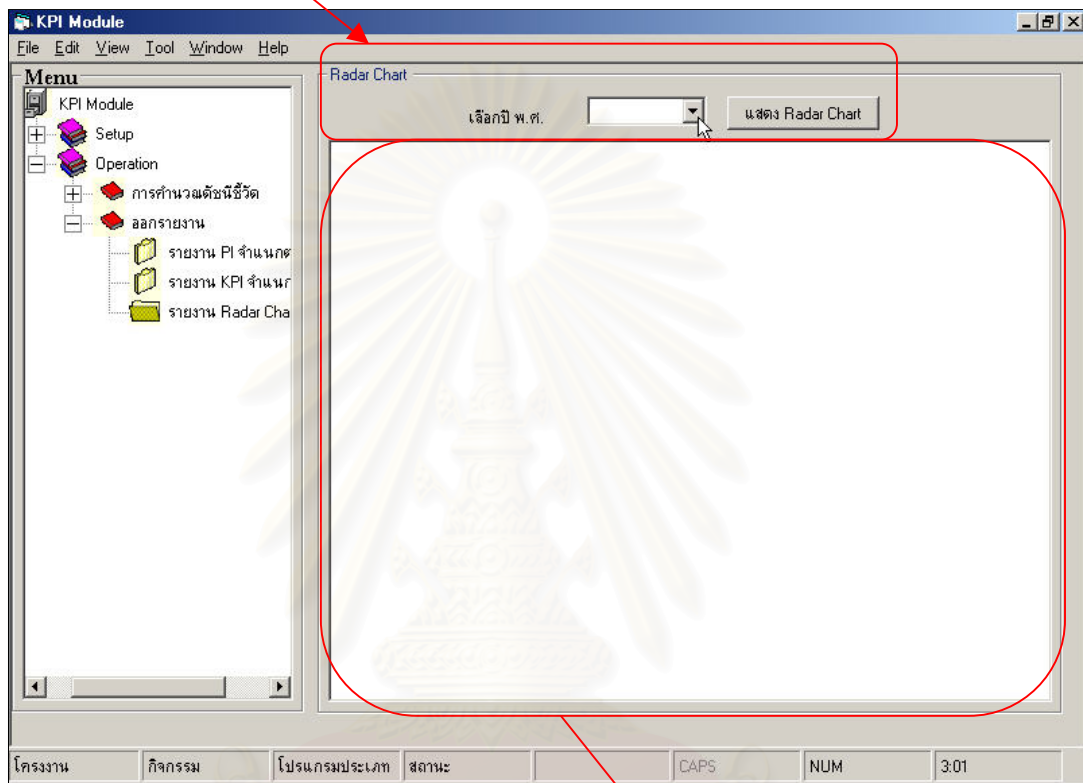 KPI Module
File Edit View Tool Window Help
Menu
KPI Module
Setup
Operation
การคำนวณดัชนีชี้วัด
ออกรายงาน
รายงาน PI จำแนกต
รายงาน KPI จำแนก
รายงาน Radar Cha
Radar Chart
เลือกปี พ.ศ.
แสดง Radar Chart
โครงงาน กิจกรรม โปรแกรมประเภท สถานะ CAPS NUM 3:01